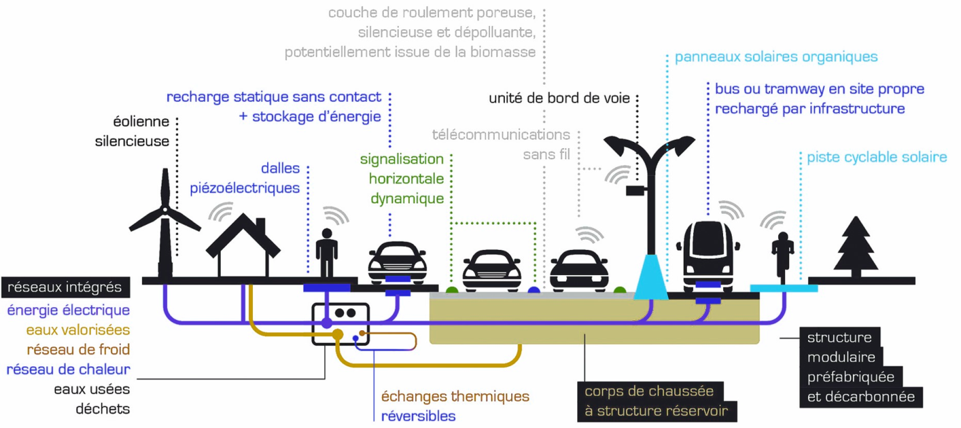 couche de roulement poreuse,
silencieuse et dépolluante,
potentiellement issue de la biomasse
panneaux solaires organiques
recharge statique sans contact
+ stockage d'énergie
unité de bord de voie
bus ou tramway en site propre
rechargé par infrastructure
éolienne
silencieuse
télécommunications
sans fil
dalles
piézoélectriques
signalisation
horizontale
dynamique
piste cyclable solaire
réseaux intégrés
énergie électrique
eaux valorisées
réseau de froid
réseau de chaleur
eaux usées
déchets
échanges thermiques
réversibles
corps de chaussée
à structure réservoir
structure
modulaire
préfabriquée
et décarbonnée